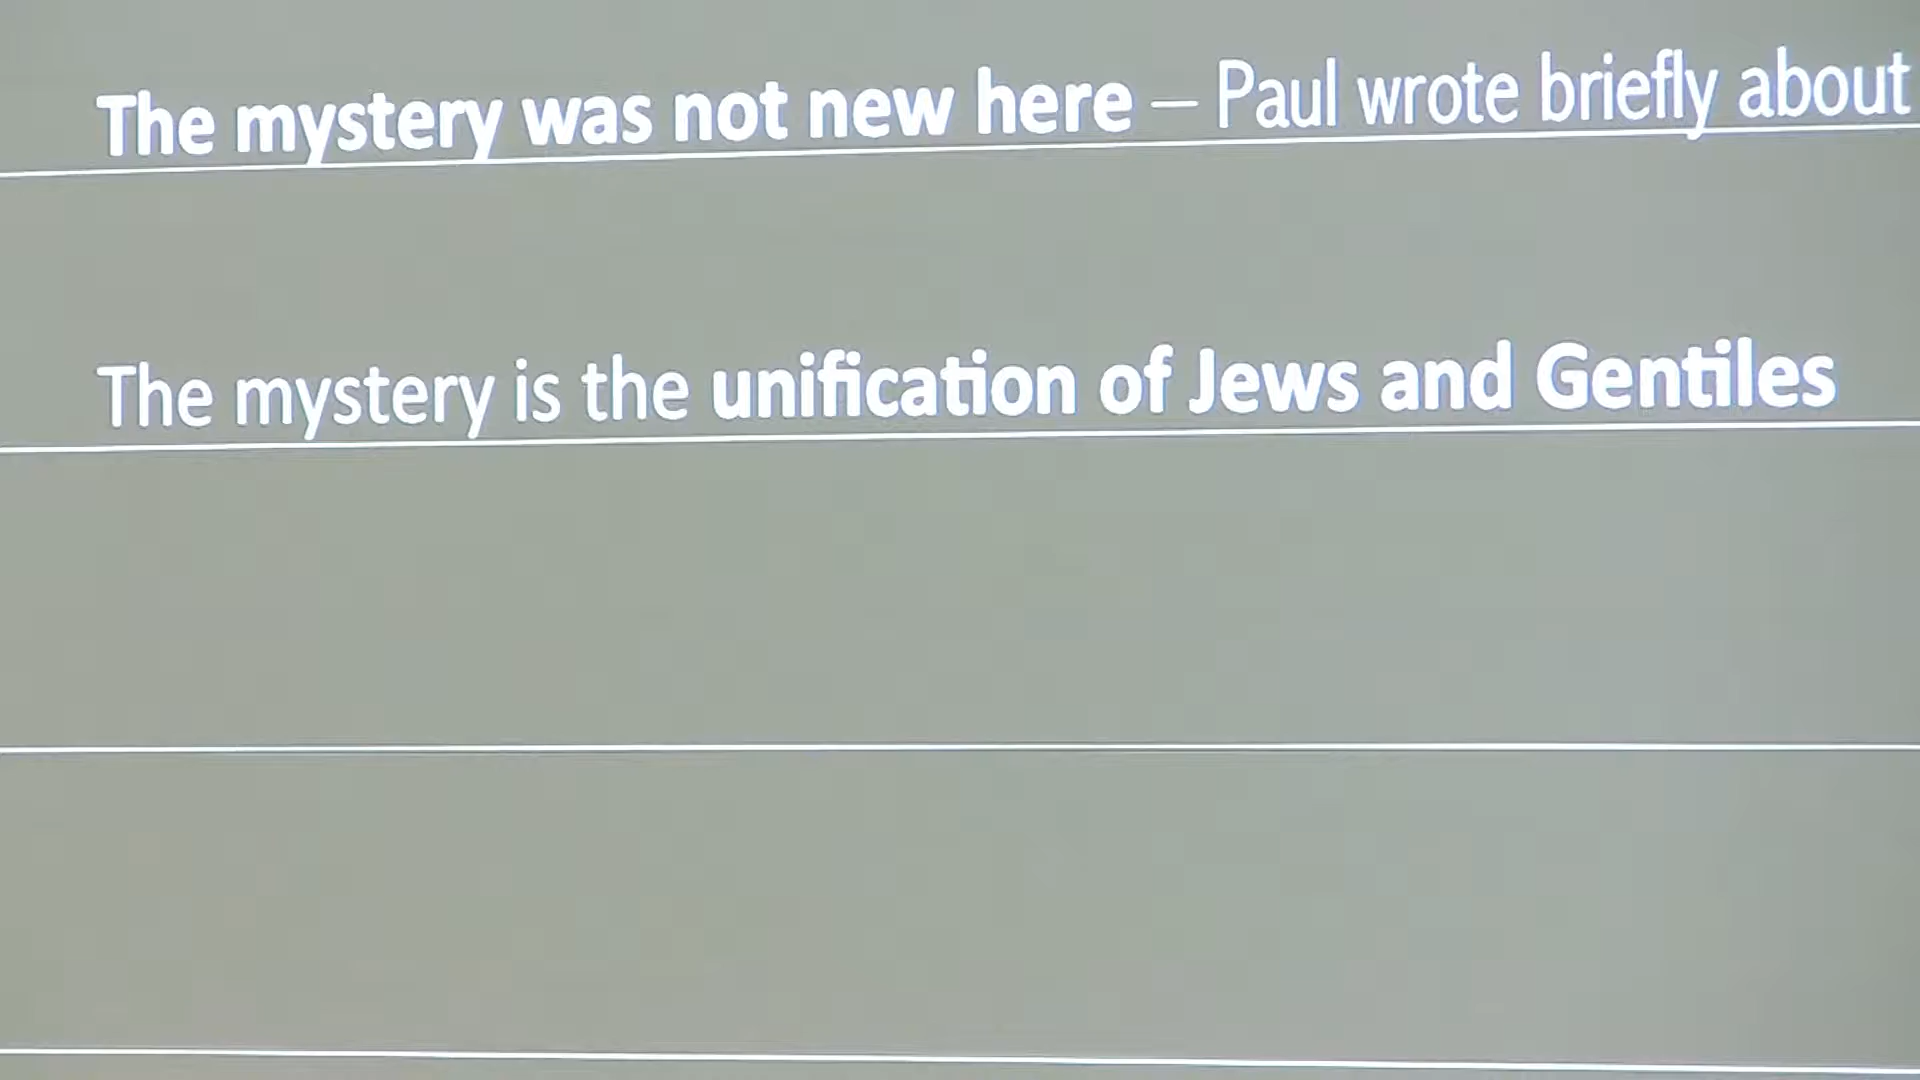 The mystery was not new here – Paul wrote briefly about
The mystery is the unification of Jews and Gentiles